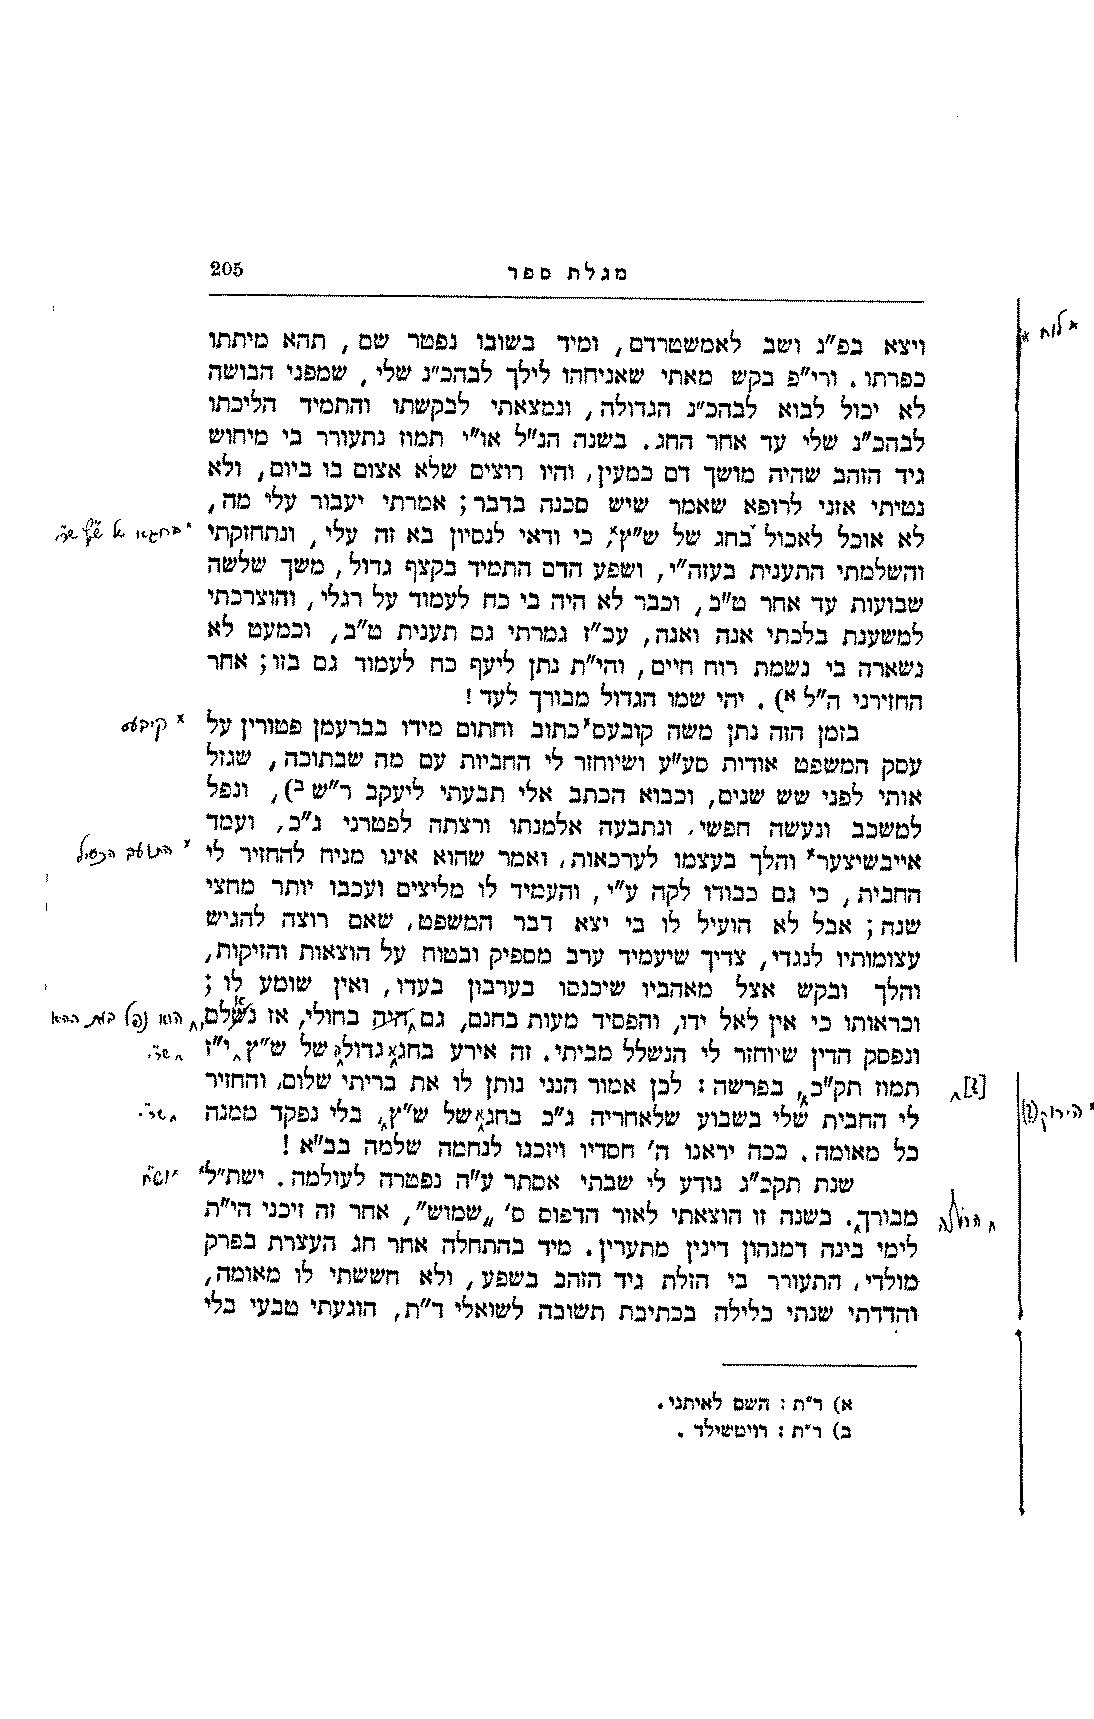 מגלת ספר 205
ויצא בפ"נ ושב לאמשטרדם, ומיד בשובו נפטר שם, תהא מיתתו
כפרתו. ורי"פ בקש מאתי שאניחהו לילך לבהכ"נ שלי, שמפני הבושה
לא יכול לבוא לבהכ"נ הגדולה, ונמצאתי לבקשתו והתמיד הליכתו
לבהכ"נ שלי עד אחר החג. בשנה הנ"ל או"י תמוז נתעורר בי מיחוש
גיד הזהב שהיה מושך דם כמעין, והיו רוצים שלא אצום בו ביום, ולא
נטיתי אזני לרופא שאמר שיש סכנה בדבר; אמרתי יעבור עלי מה,
לא אוכל לאכול בחג של ש"ץ, כי ודאי לנסיון בא זה עלי, ונתחזקתי
והשלמתי התענית בעזה"י, ושפע הדם התמיד בקצף גדול, משך שלשה
שבועות עד אחר ט"ב, וכבר לא היה בי כח לעמוד על רגלי, והוצרכתי
למשענת בלכתי אנה ואנה, עכ"ז גמרתי גם תענית ט"ב, וכמעט לא
נשארה בי נשמת רוח חיים, והי"ת נתן ליעף כח לעמוד גם בזו; אחר
החזירני ה"ל א). יהי שמו הגדול מבורך לעד!
בזמן הזה נתן משה קובעס* כתוב וחתום מידו בברעמן פטורין על * קיבעס
עסק המשפט אודות סע"ע ושיוחזר לי החביות עם מה שבתוכה, שגזל
אותי לפני שש שנים, וכבוא הכתב אלי תבעתי ליעקב ר"ש ב), ונפל
למשכב ונעשה חפשי, ונתבעה אלמנתו ורצתה לפטרני ג"כ, ועמד
אייבשיצער* והלך בעצמו לערכאות, ואמר שהוא אינו מניח להחזיר לי
החבית, כי גם כבודו לקה ע"י, והעמיד לו מליצים ועכבו יותר מחצי
שנה; אבל לא הועיל לו כי יצא דבר המשפט, שאם רוצה להגיש
עצומותיו לנגדי, צריך שיעמיד ערב מספיק ובטוח על הוצאות והזיקות,
והלך ובקש אצל מאהביו שיכנסו בערבון בעדו, ואין שומע לו;
וכראותו כי אין לאל ידו, והפסיד מעות בחנם, גם היה בחולי, אז נשלם
ונפסק הדין שיוחזר לי הנשלל מביתי. זה אירע בחג גדול של ש"ץ י"ז
תמוז תק"כ, בפרשה: לכן אמור הנני נותן לו את בריתי שלום, והחזיר
לי החבית שלי בשבוע שלאחריה ג"כ בחג של ש"ץ, בלי נפקד ממנה
כל מאומה. ככה יראנו ה' חסדיו ויזכנו לנחמה שלמה בב"א!
שנת תקכ"ג נודע לי שבתי אסתר ע"ה נפטרה לעולמה. ישת"ל*
מבורך. בשנה זו הוצאתי לאור הדפוס ס' „שמוש", אחר זה זיכני הי"ת
לימי בינה דמנהון דינין מתערין. מיד בהתחלה אחר חג העצרת בפרק
מולדי, התעורר בי הזלת גיד הזהב בשפע, ולא חששתי לו מאומה,
והדדתי שנתי בלילה בכתיבת תשובה לשואלי ד"ת, הוגעתי טבעי בלי
א) ר"ת: השם לאיתני.
ב) ר"ת: רויטשילד.